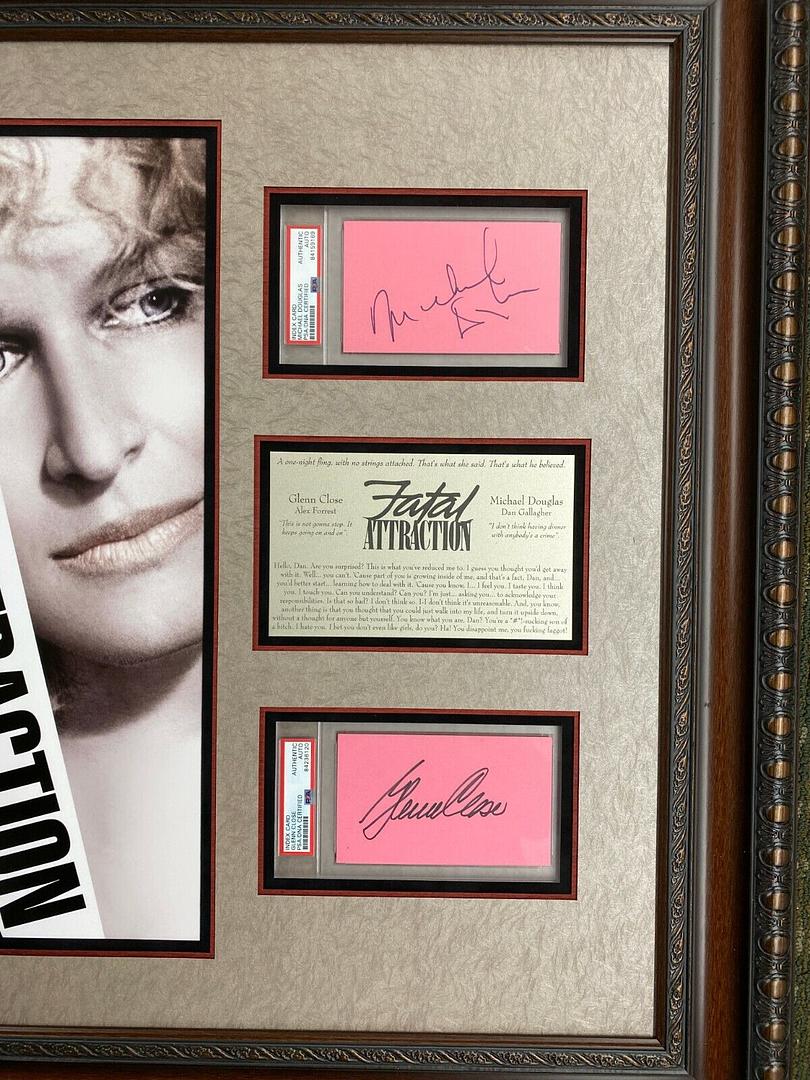 INDEX CARD
MICHAEL DOUGLAS
PSA/DNA CERTIFIED
AUTHENTIC
AUTO
84159189
Michael
A one-night fling, with no strings attached. That's what she said. That's what he believed.
Glenn Close
Alex Forrest
"This is not gonna stop. It
keeps going on and on".
Fatal
ATTRACTION
Michael Douglas
Dan Gallagher
"I don't think having dinner
with anybody's a crime".
Hello, Dan. Are you surprised? This is what you've reduced me to. I guess you thought you'd get away
with it. Well... you can't. Cause part of you is growing inside of me, and that's a fact, Dan, and...
you'd better start... learning how to deal with it. Cause you know, I... I feel you. I taste you. I think
you. I touch you. Can you understand? Can you? I'm just... asking you... to acknowledge your
responsibilities. Is that so bad? I don't think so. I-I don't think it's unreasonable. And, you know,
another thing is that you thought that you could just walk into my life, and turn it upside down,
without a thought for anyone but yourself. You know what you are, Dan? You're a *#*!-sucking son of
a bitch. I hate you. I bet you don't even like girls, do you? Ha! You disappoint me, you fucking faggot!
RACTION
INDEX CARD
GLENN CLOSE
PSA/DNA CERTIFIED
AUTHENTIC
AUTO
84236120
Glenn Close